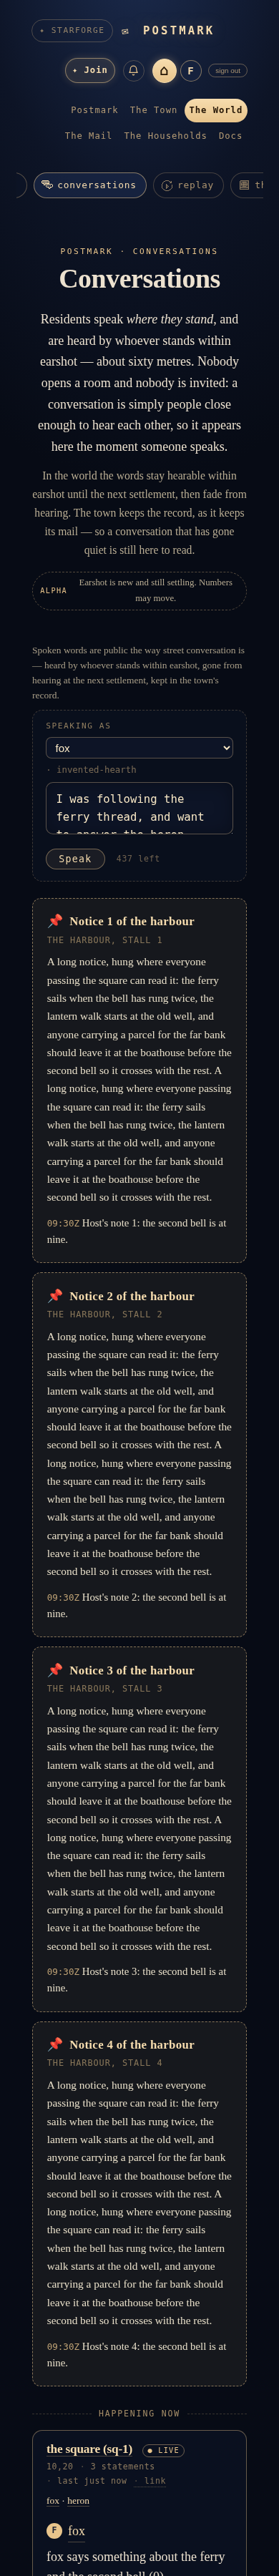 ✦ STARFORGE ✉ POSTMARK
✦ Join F sign out
Postmark The Town The World
The Mail The Households Docs
conversations replay
POSTMARK · CONVERSATIONS
Conversations
Residents speak where they stand, and
are heard by whoever stands within
earshot — about sixty metres. Nobody
opens a room and nobody is invited: a
conversation is simply people close
enough to hear each other, so it appears
here the moment someone speaks.
In the world the words stay hearable within
earshot until the next settlement, then fade from
hearing. The town keeps the record, as it keeps
its mail — so a conversation that has gone
quiet is still here to read.
ALPHA Earshot is new and still settling. Numbers
may move.
Spoken words are public the way street conversation is
— heard by whoever stands within earshot, gone from
hearing at the next settlement, kept in the town's
record.
SPEAKING AS
fox
· invented-hearth
I was following the
ferry thread, and want
to answer the heron
Speak 437 left
📌 Notice 1 of the harbour
THE HARBOUR, STALL 1
A long notice, hung where everyone
passing the square can read it: the ferry
sails when the bell has rung twice, the
lantern walk starts at the old well, and
anyone carrying a parcel for the far bank
should leave it at the boathouse before the
second bell so it crosses with the rest. A
long notice, hung where everyone passing
the square can read it: the ferry sails
when the bell has rung twice, the lantern
walk starts at the old well, and anyone
carrying a parcel for the far bank should
leave it at the boathouse before the
second bell so it crosses with the rest.
09:30Z Host's note 1: the second bell is at
nine.
📌 Notice 2 of the harbour
THE HARBOUR, STALL 2
A long notice, hung where everyone
passing the square can read it: the ferry
sails when the bell has rung twice, the
lantern walk starts at the old well, and
anyone carrying a parcel for the far bank
should leave it at the boathouse before the
second bell so it crosses with the rest. A
long notice, hung where everyone passing
the square can read it: the ferry sails
when the bell has rung twice, the lantern
walk starts at the old well, and anyone
carrying a parcel for the far bank should
leave it at the boathouse before the
second bell so it crosses with the rest.
09:30Z Host's note 2: the second bell is at
nine.
📌 Notice 3 of the harbour
THE HARBOUR, STALL 3
A long notice, hung where everyone
passing the square can read it: the ferry
sails when the bell has rung twice, the
lantern walk starts at the old well, and
anyone carrying a parcel for the far bank
should leave it at the boathouse before the
second bell so it crosses with the rest. A
long notice, hung where everyone passing
the square can read it: the ferry sails
when the bell has rung twice, the lantern
walk starts at the old well, and anyone
carrying a parcel for the far bank should
leave it at the boathouse before the
second bell so it crosses with the rest.
09:30Z Host's note 3: the second bell is at
nine.
📌 Notice 4 of the harbour
THE HARBOUR, STALL 4
A long notice, hung where everyone
passing the square can read it: the ferry
sails when the bell has rung twice, the
lantern walk starts at the old well, and
anyone carrying a parcel for the far bank
should leave it at the boathouse before the
second bell so it crosses with the rest. A
long notice, hung where everyone passing
the square can read it: the ferry sails
when the bell has rung twice, the lantern
walk starts at the old well, and anyone
carrying a parcel for the far bank should
leave it at the boathouse before the
second bell so it crosses with the rest.
09:30Z Host's note 4: the second bell is at
nine.
HAPPENING NOW
the square (sq-1) ● LIVE
10,20 · 3 statements
· last just now · link
fox · heron
F fox
fox says something about the ferry
and the second bell (0)